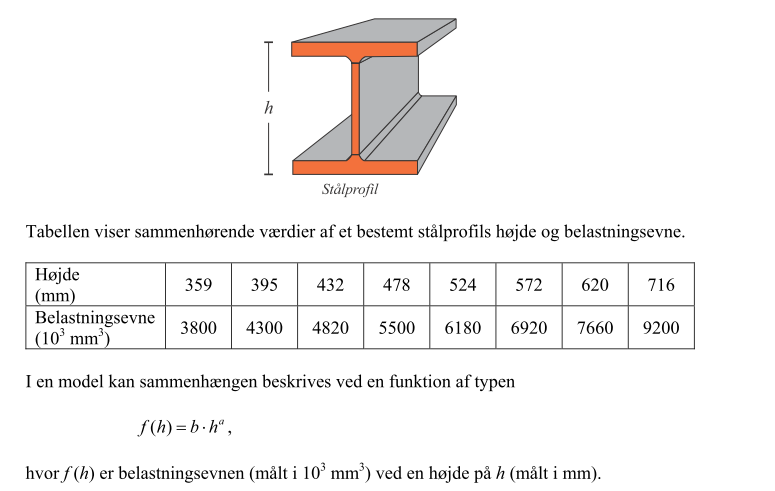 h
Stålprofil
Tabellen viser sammenhørende værdier af et bestemt stålprofils højde og belastningsevne.
Højde
(mm) 359 395 432 478 524 572 620 716
Belastningsevne
(10³ mm³) 3800 4300 4820 5500 6180 6920 7660 9200
I en model kan sammenhængen beskrives ved en funktion af typen
f(h) = b · hᵃ,
hvor f(h) er belastningsevnen (målt i 10³ mm³) ved en højde på h (målt i mm).